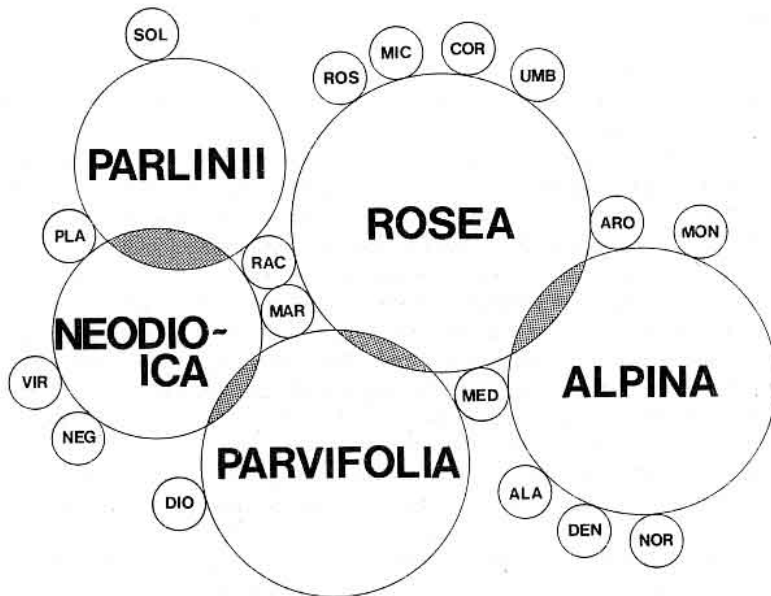 SOL
MIC
COR
ROS
UMB
PARLINII
ROSEA
ARO
MON
PLA
RAC
MAR
NEODIO~
ICA
VIR
MED
ALPINA
NEG
PARVIFOLIA
ALA
DIO
DEN
NOR